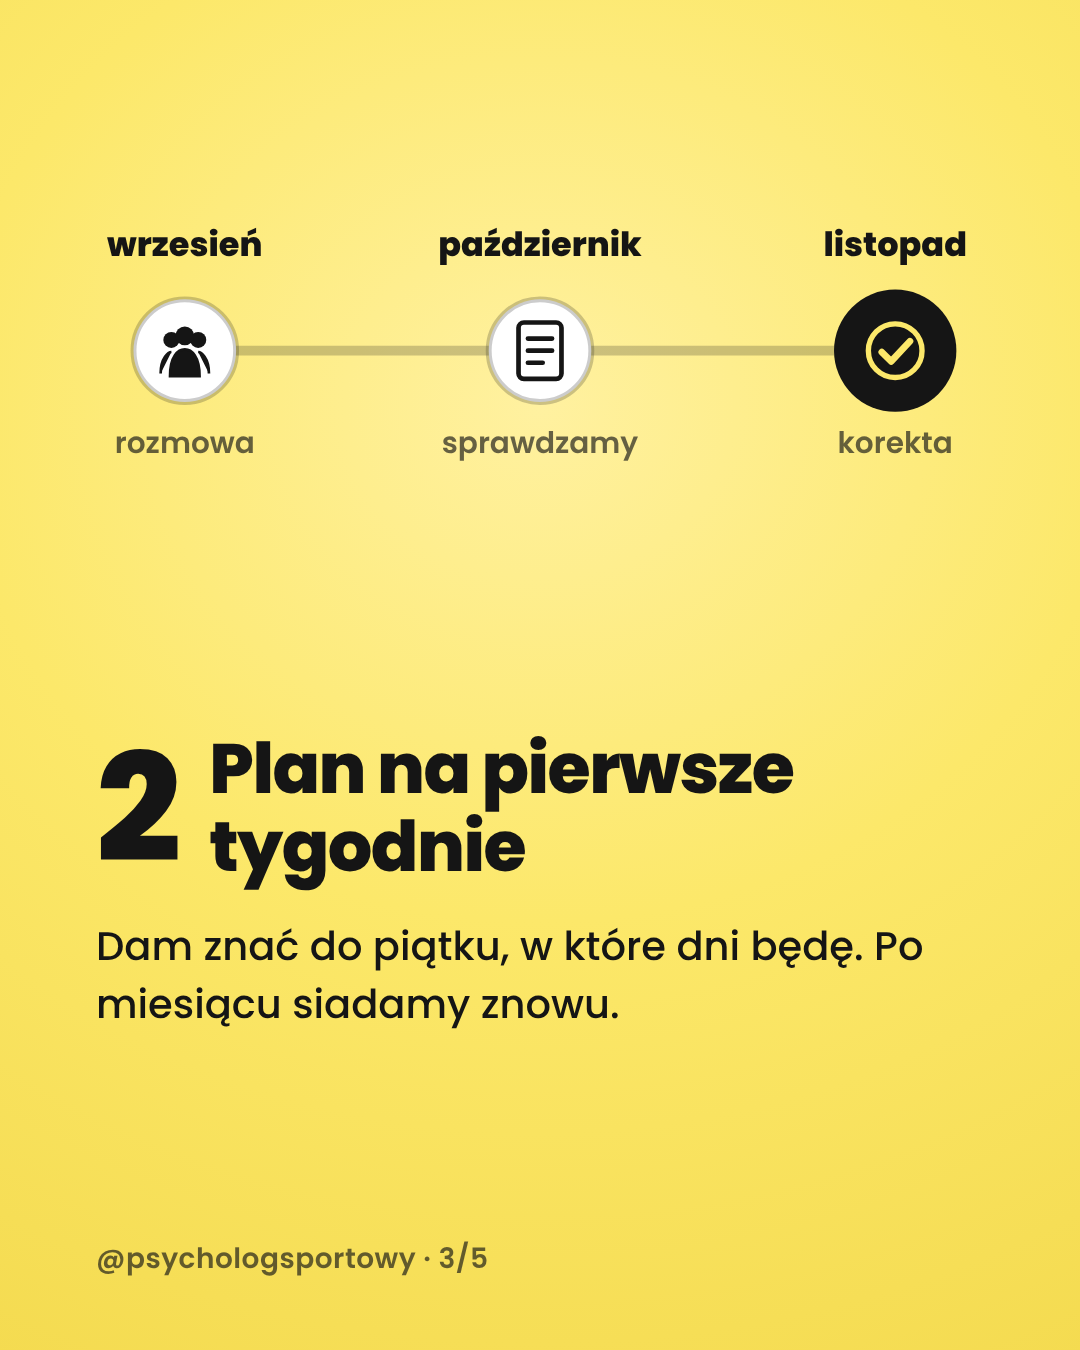 wrzesień październik listopad
rozmowa sprawdzamy korekta
2 Plan na pierwsze
tygodnie
Dam znać do piątku, w które dni będę. Po
miesiącu siadamy znowu.
@psychologsportowy · 3/5